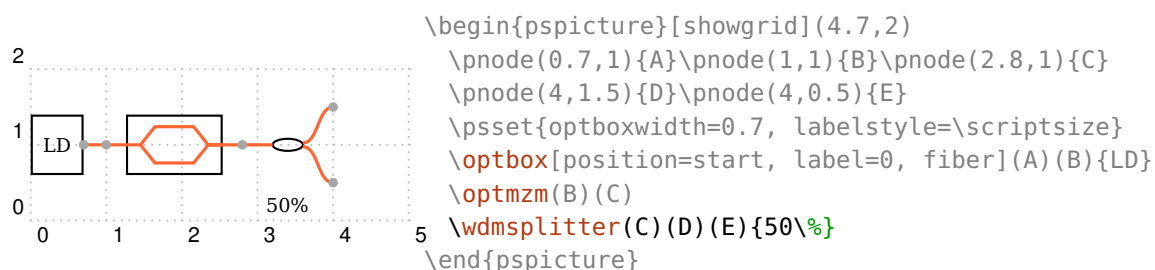 2
1
0
LD
50%
0 1 2 3 4 5
\begin{pspicture}[showgrid](4.7,2)
\pnode(0.7,1){A}\pnode(1,1){B}\pnode(2.8,1){C}
\pnode(4,1.5){D}\pnode(4,0.5){E}
\psset{optboxwidth=0.7, labelstyle=\scriptsize}
\optbox[position=start, label=0, fiber](A)(B){LD}
\optmzm(B)(C)
\wdmsplitter(C)(D)(E){50\%}
\end{pspicture}